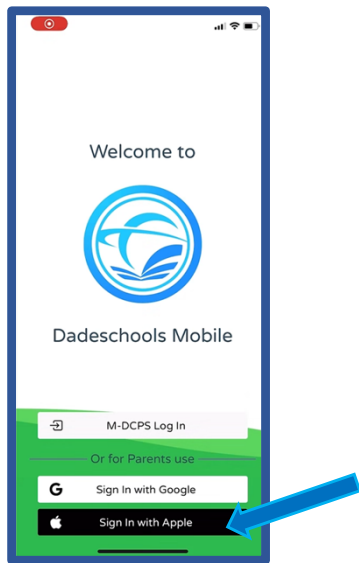 Welcome to
Dadeschools Mobile
M-DCPS Log In
Or for Parents use
G Sign In with Google
Sign In with Apple